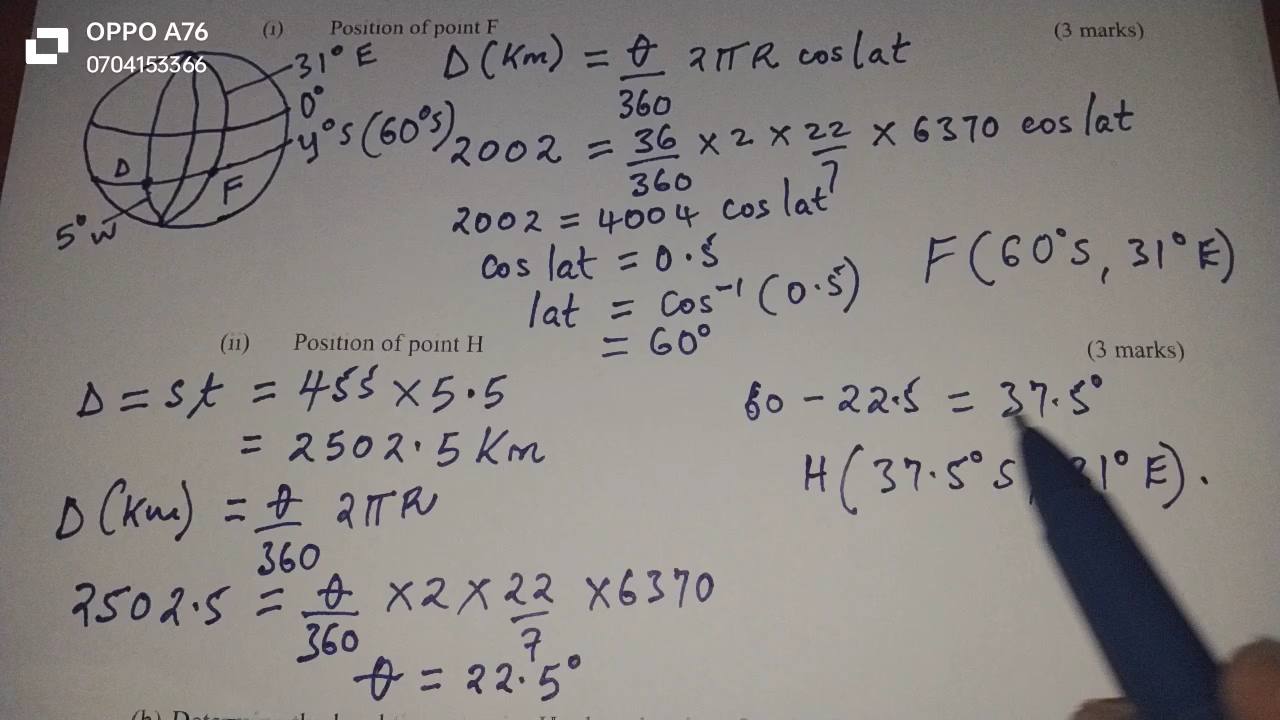 OPPO A76
0704153366
(i) Position of point F (3 marks)
31° E
0°
y°s (60°s)
D
F
5°w
D (Km) = θ/360 2πR cos lat
2002 = 36/360 × 2 × 22/7 × 6370 cos lat
2002 = 4004 cos lat
cos lat = 0.5
lat = cos⁻¹ (0.5)
= 60°
F (60°s, 31° E)
(ii) Position of point H (3 marks)
D = st = 455 × 5.5
= 2502.5 Km
D (Km) = θ/360 2πR
2502.5 = θ/360 × 2 × 22/7 × 6370
θ = 22.5°
60 - 22.5 = 37.5°
H (37.5° s, 31° E).